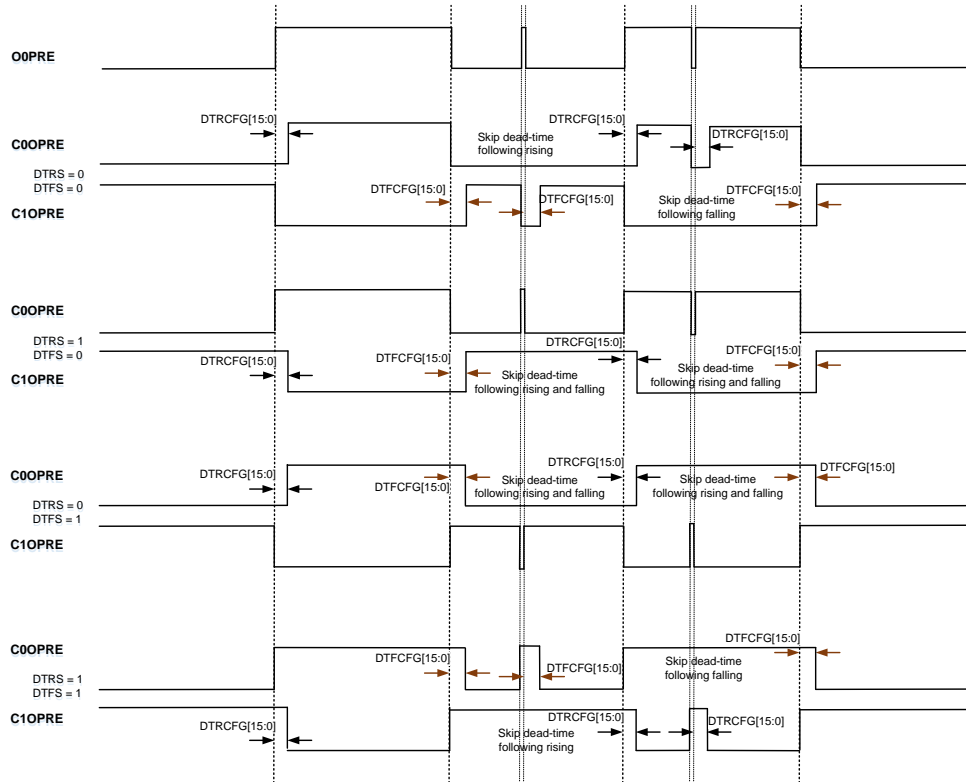 O0PRE
DTRCFG[15:0]
DTRCFG[15:0]
DTRCFG[15:0]
C0OPRE
Skip dead-time
following rising
DTRS = 0
DTFS = 0
DTFCFG[15:0]
DTFCFG[15:0]
Skip dead-time
following falling
DTFCFG[15:0]
C1OPRE
C0OPRE
DTRS = 1
DTFS = 0
DTRCFG[15:0]
DTRCFG[15:0]
DTFCFG[15:0]
DTFCFG[15:0]
C1OPRE
Skip dead-time
following rising and falling
Skip dead-time
following rising and falling
C0OPRE
DTRCFG[15:0]
DTRCFG[15:0]
DTFCFG[15:0]
DTFCFG[15:0]
Skip dead-time
following rising and falling
Skip dead-time
following rising and falling
DTRS = 0
DTFS = 1
C1OPRE
C0OPRE
DTFCFG[15:0]
DTFCFG[15:0]
DTFCFG[15:0]
Skip dead-time
following falling
DTRS = 1
DTFS = 1
C1OPRE
DTRCFG[15:0]
DTRCFG[15:0]
DTRCFG[15:0]
Skip dead-time
following rising